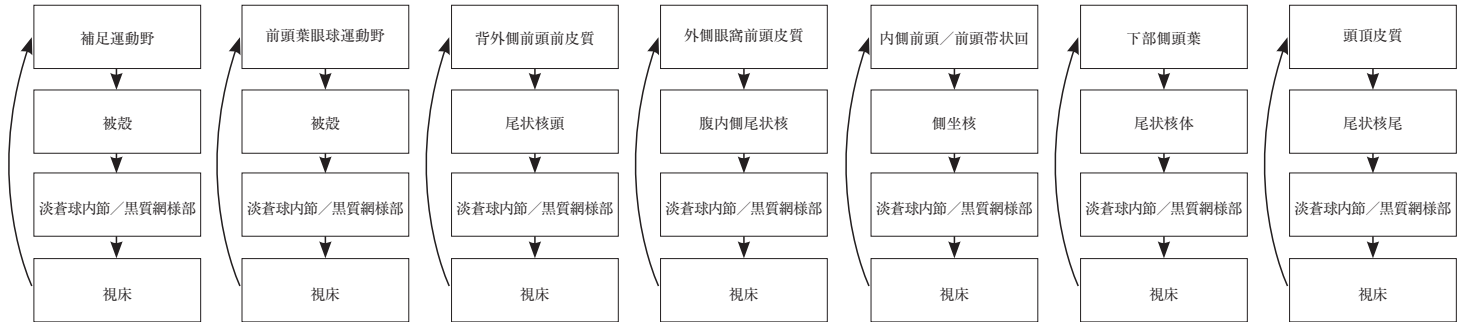 補足運動野
被殻
淡蒼球内節／黒質網様部
視床
前頭葉眼球運動野
被殻
淡蒼球内節／黒質網様部
視床
背外側前頭前皮質
尾状核頭
淡蒼球内節／黒質網様部
視床
外側眼窩前頭皮質
腹内側尾状核
淡蒼球内節／黒質網様部
視床
内側前頭／前頭帯状回
側坐核
淡蒼球内節／黒質網様部
視床
下部側頭葉
尾状核体
淡蒼球内節／黒質網様部
視床
頭頂皮質
尾状核尾
淡蒼球内節／黒質網様部
視床